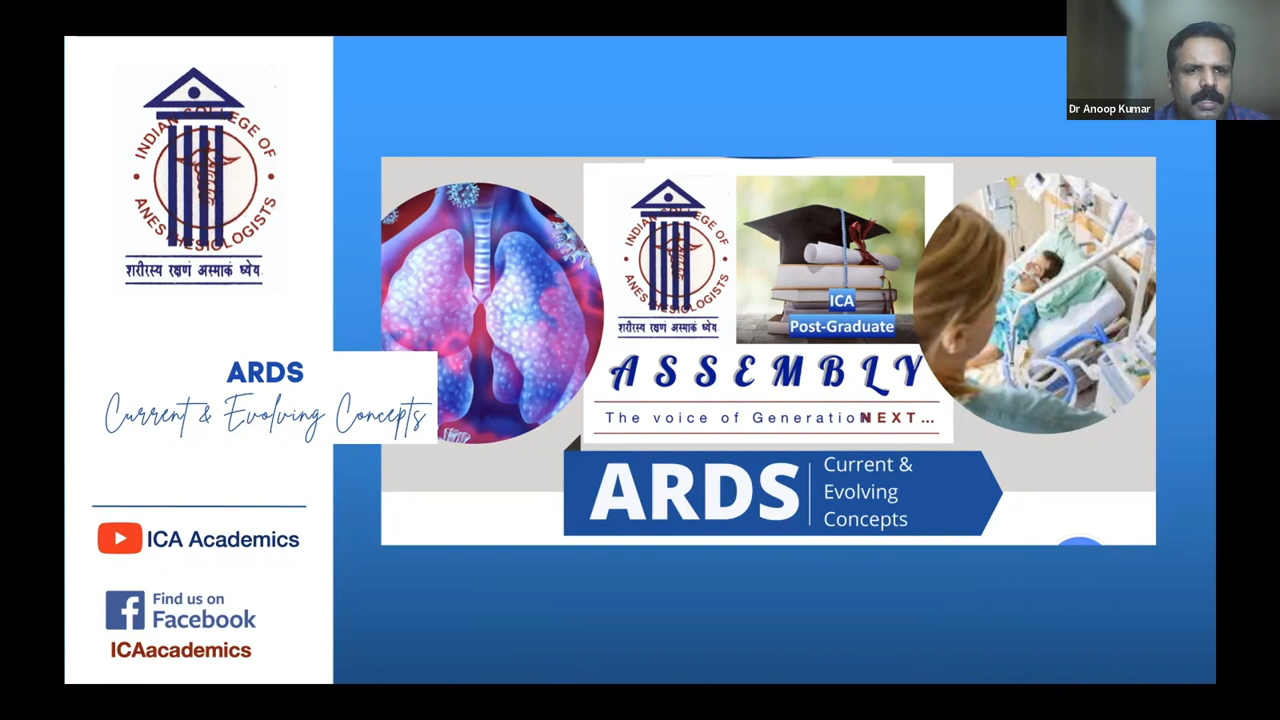 INDIAN COLLEGE OF
ANESTHESIOLOGISTS
शरीरस्य रक्षणं अस्माकं ध्येय
ARDS
Current & Evolving Concepts
ICA Academics
Find us on
Facebook
ICAacademics
INDIAN COLLEGE OF
ANESTHESIOLOGISTS
शरीरस्य रक्षणं अस्माकं ध्येय
ICA
Post-Graduate
ASSEMBLY
The voice of GeneratioNEXT...
ARDS
Current &
Evolving
Concepts
Dr Anoop Kumar